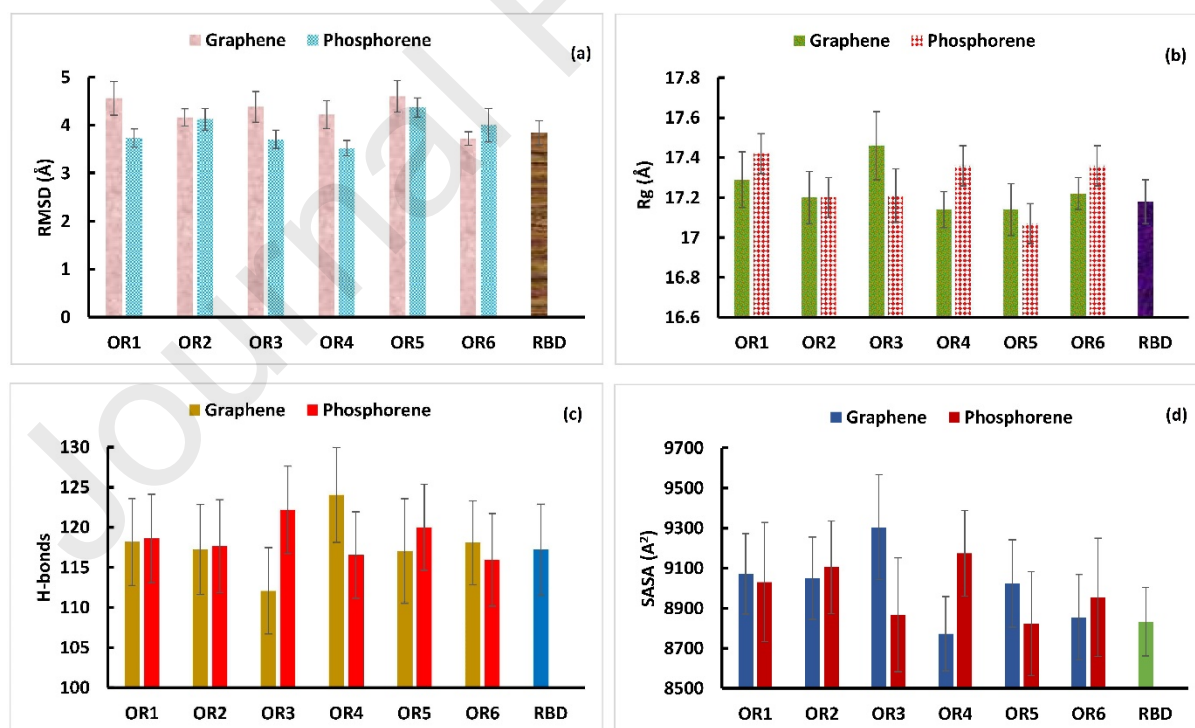 Journal P
Graphene Phosphorene
(a)
RMSD (Å)
5
4
3
2
1
0
OR1 OR2 OR3 OR4 OR5 OR6 RBD
Graphene Phosphorene
(b)
Rg (Å)
17.8
17.6
17.4
17.2
17
16.8
16.6
OR1 OR2 OR3 OR4 OR5 OR6 RBD
Graphene Phosphorene
(c)
H-bonds
130
125
120
115
110
105
100
OR1 OR2 OR3 OR4 OR5 OR6 RBD
Graphene Phosphorene
(d)
SASA (A²)
9700
9500
9300
9100
8900
8700
8500
OR1 OR2 OR3 OR4 OR5 OR6 RBD